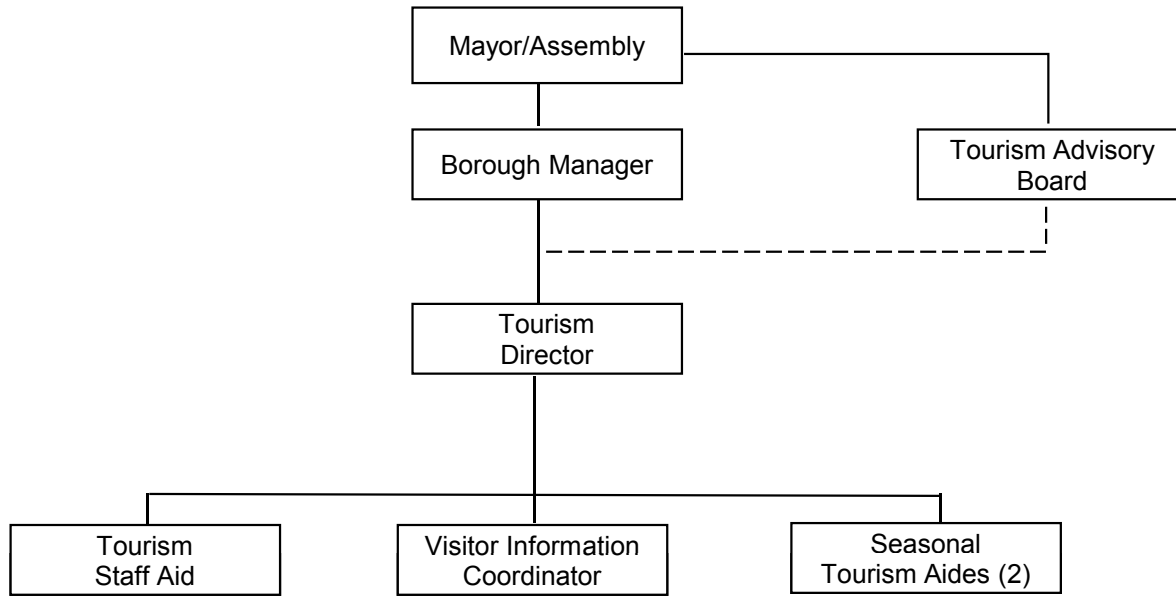 Mayor/Assembly
Borough Manager
Tourism Advisory
Board
Tourism
Director
Tourism
Staff Aid
Visitor Information
Coordinator
Seasonal
Tourism Aides (2)